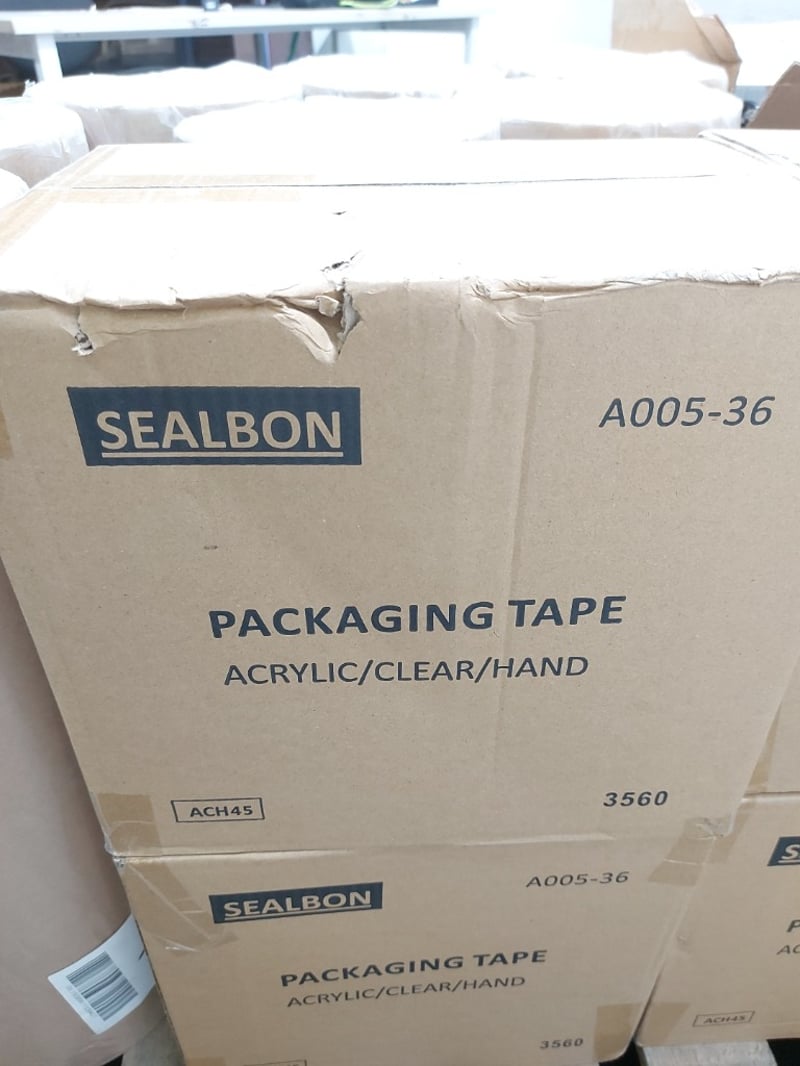 SEALBON
A005-36
PACKAGING TAPE
ACRYLIC/CLEAR/HAND
ACH45
3560
SEALBON
A005-36
PACKAGING TAPE
ACRYLIC/CLEAR/HAND
3560
ACH45